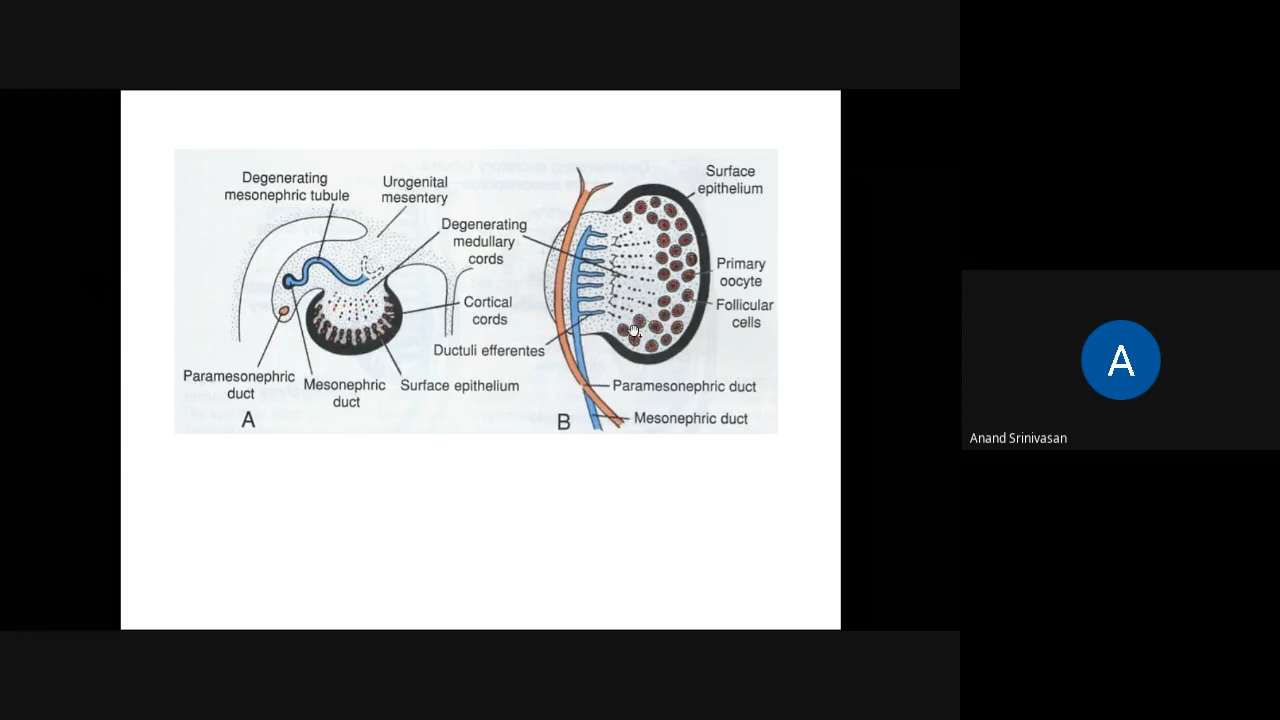 Degenerating
mesonephric tubule
Urogenital
mesentery
Degenerating
medullary
cords
Cortical
cords
Ductuli efferentes
Paramesonephric
duct
Mesonephric
duct
Surface epithelium
A
Surface
epithelium
Primary
oocyte
Follicular
cells
Paramesonephric duct
Mesonephric duct
B
A
Anand Srinivasan